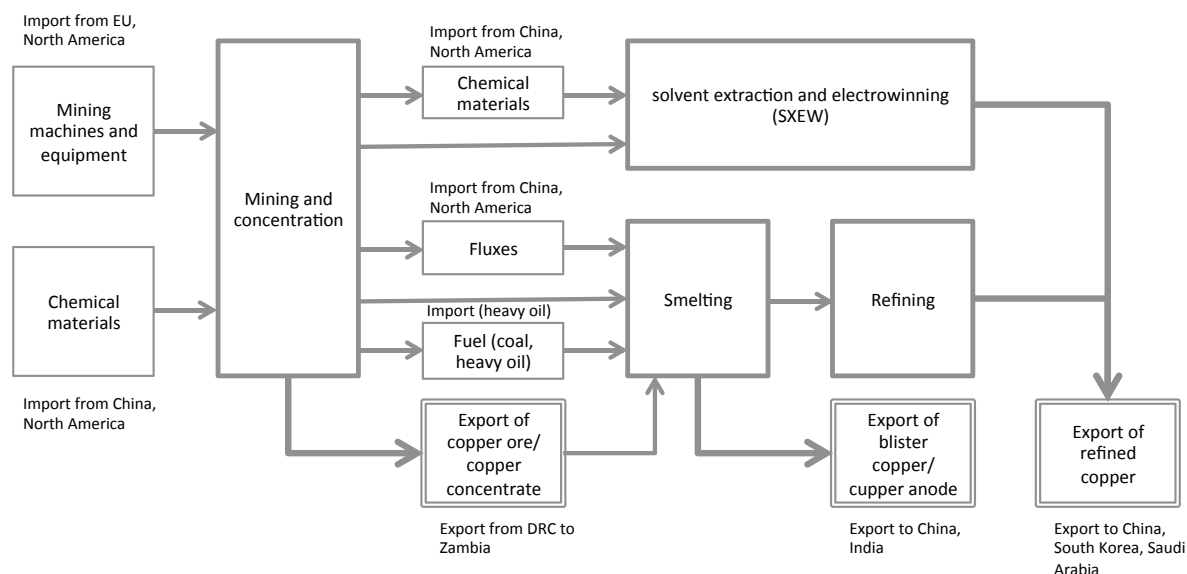 Import from EU,
North America
Mining
machines and
equipment
Chemical
materials
Import from China,
North America
Mining and
concentration
Import from China,
North America
Chemical
materials
solvent extraction and electrowinning
(SXEW)
Import from China,
North America
Fluxes
Import (heavy oil)
Fuel (coal,
heavy oil)
Smelting
Refining
Export of
copper ore/
copper
concentrate
Export from DRC to
Zambia
Export of
blister
copper/
cupper anode
Export to China,
India
Export of
refined
copper
Export to China,
South Korea, Saudi
Arabia